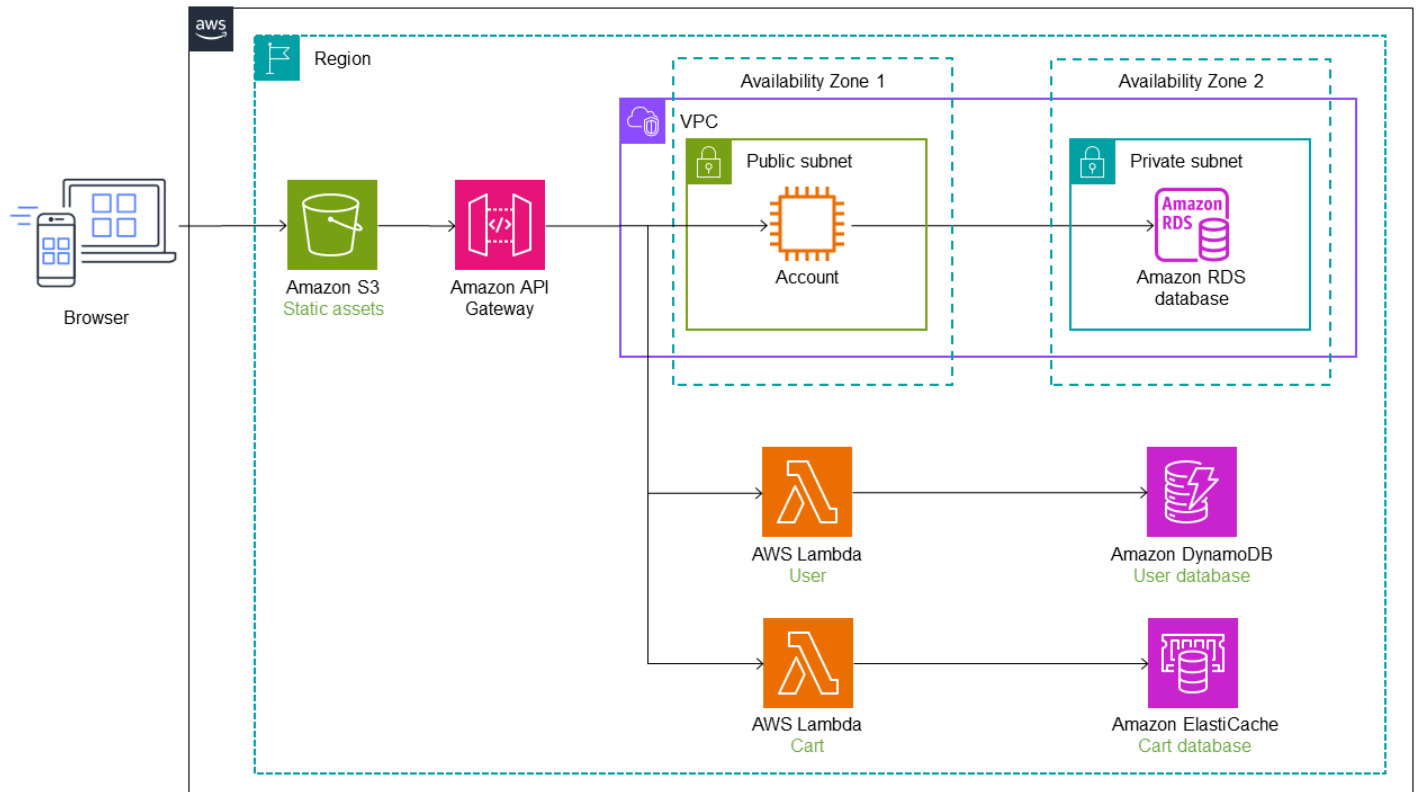 aws
Region
Availability Zone 1
Availability Zone 2
VPC
Public subnet
Private subnet
Amazon
RDS
</>
Browser
Amazon S3
Static assets
Amazon API
Gateway
Account
Amazon RDS
database
AWS Lambda
User
Amazon DynamoDB
User database
AWS Lambda
Cart
Amazon ElastiCache
Cart database